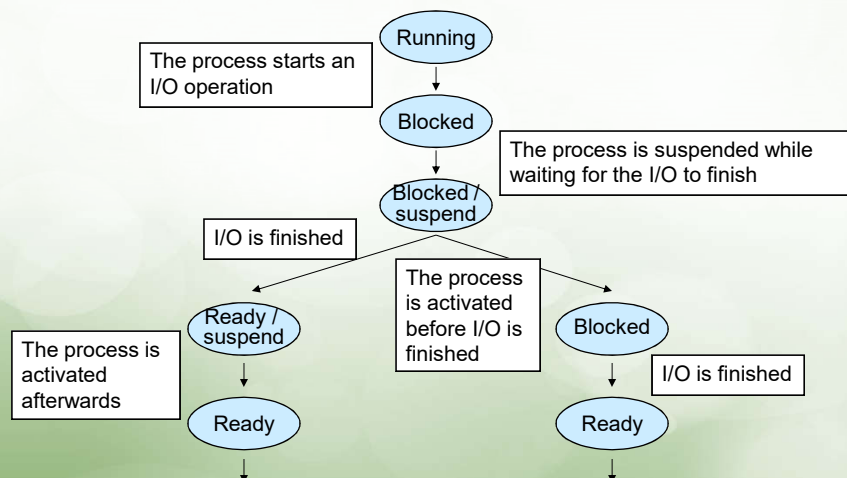 Running
The process starts an
I/O operation
Blocked
The process is suspended while
waiting for the I/O to finish
Blocked /
suspend
I/O is finished
The process
is activated
before I/O is
finished
Ready /
suspend
Blocked
The process is
activated
afterwards
I/O is finished
Ready
Ready